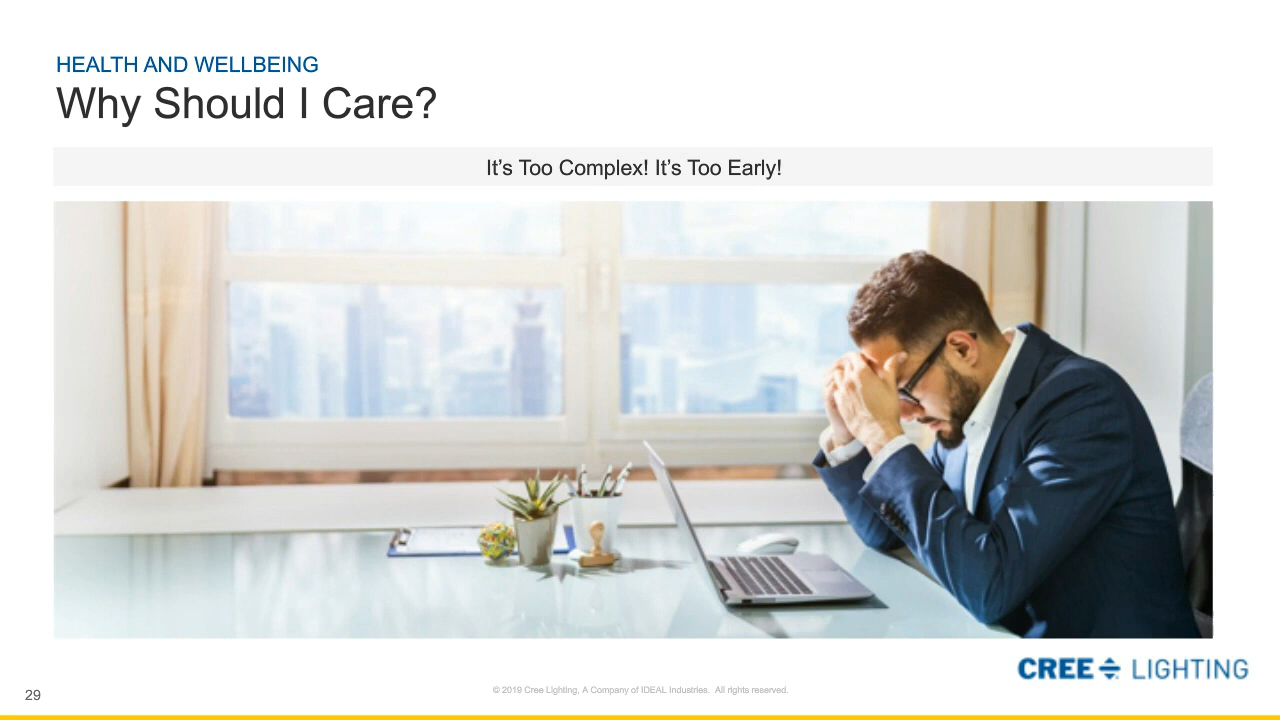 HEALTH AND WELLBEING
Why Should I Care?
It’s Too Complex! It’s Too Early!
CREE LIGHTING
29
© 2019 Cree Lighting, A Company of IDEAL Industries. All rights reserved.